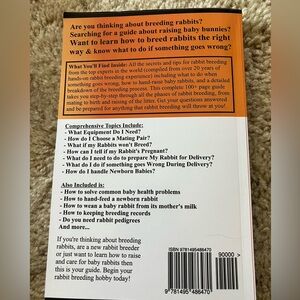 Are you thinking about breeding rabbits?
Searching for a guide about raising baby bunnies?
Want to learn how to breed rabbits the right
way & know what to do if something goes wrong?
What You'll Find Inside: All the secrets and tips for rabbit breeding
from the top experts in the world (compiled from over 20 years of
hands-on rabbit breeding experience) including what to do when
something goes wrong, how to hand-raise baby rabbits, and a detailed
breakdown of the breeding process. This complete 100+ page guide
takes you step-by-step through all the phases of rabbit breeding, from
mating to birth and raising of the litter. Get your questions answered
and be prepared for anything that rabbit breeding will throw at you!
Comprehensive Topics Include:
- What Equipment Do I Need?
- How do I Choose a Mating Pair?
- What if my Rabbits won't Breed?
- How can I tell if my Rabbit's Pregnant?
- What do I need to do to prepare My Rabbit for Delivery?
- What do I do if something goes Wrong During Delivery?
- How do I Handle Newborn Babies?
Also Included is:
- How to solve common baby health problems
- How to hand-feed a newborn rabbit
- How to wean a baby rabbit from its mother's milk
- How to keeping breeding records
- Do you need rabbit pedigrees
And more...
If you're thinking about breeding
rabbits, are a new rabbit breeder
or just want to learn how to raise
and care for baby rabbits then
this is your guide. Begin your
rabbit breeding hobby today!
ISBN 9781495486470
90000
9 781495 486470